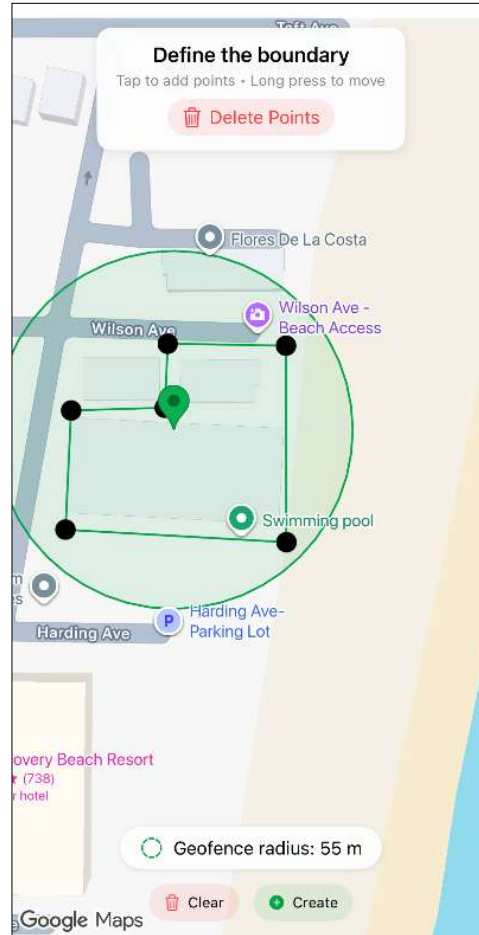 Taft Ave
Define the boundary
Tap to add points • Long press to move
Delete Points
Flores De La Costa
Wilson Ave -
Beach Access
Wilson Ave
Swimming pool
Harding Ave-
Parking Lot
P
Harding Ave
overy Beach Resort
(738)
r hotel
Geofence radius: 55 m
Clear
Create
Google Maps